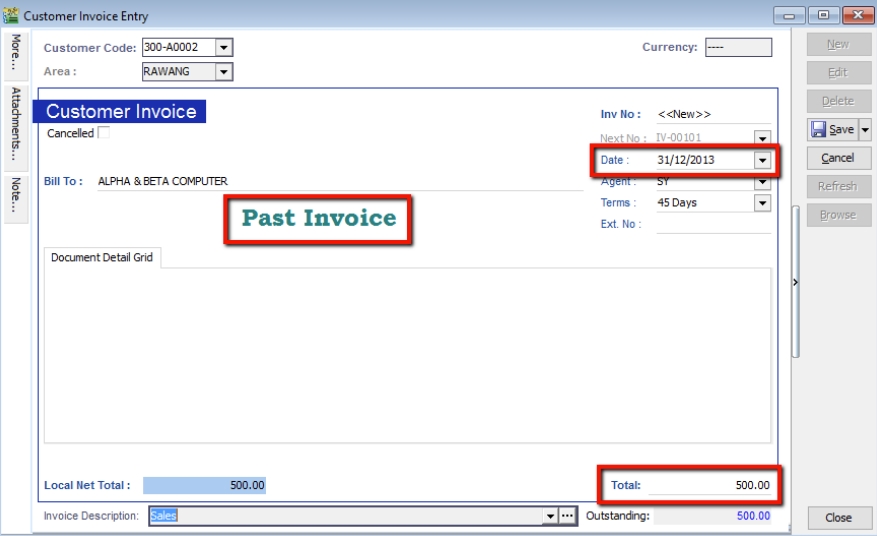 Customer Invoice Entry
More...
Attachments...
Note...
Customer Code: 300-A0002
Currency: ----
Area : RAWANG
Customer Invoice
Cancelled
Inv No : <<New>>
Next No : IV-00101
Date : 31/12/2013
Bill To : ALPHA & BETA COMPUTER
Agent : SY
Terms : 45 Days
Ext. No :
Past Invoice
Document Detail Grid
Local Net Total : 500.00
Total: 500.00
Invoice Description: Sales
Outstanding: 500.00
New
Edit
Delete
Save
Cancel
Refresh
Browse
Close